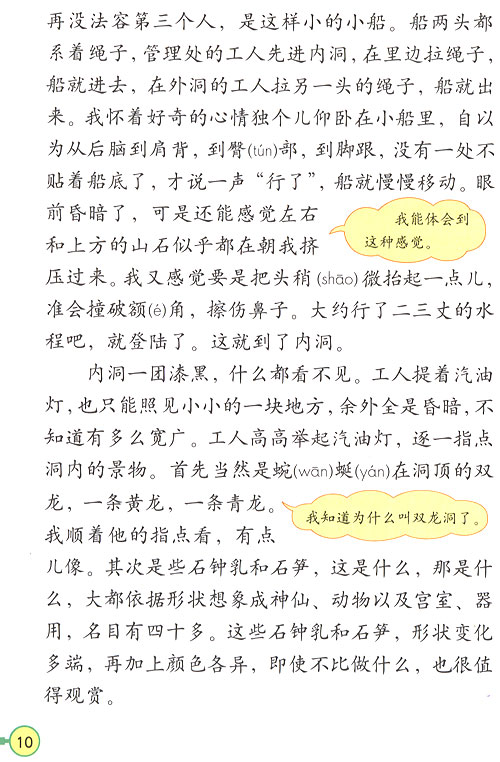 再没法容第三个人，是这样小的小船。船两头都
系着绳子，管理处的工人先进内洞，在里边拉绳子，
船就进去，在外洞的工人拉另一头的绳子，船就出
来。我怀着好奇的心情独个儿仰卧在小船里，自以
为从后脑到肩背，到臀(tún)部，到脚跟，没有一处不
贴着船底了，才说一声“行了”，船就慢慢移动。眼
前昏暗了，可是还能感觉左右
和上方的山石似乎都在朝我挤
我能体会到
这种感觉。
压过来。我又感觉要是把头稍(shāo)微抬起一点儿，
准会撞破额(é)角，擦伤鼻子。大约行了二三丈的水
程吧，就登陆了。这就到了内洞。
内洞一团漆黑，什么都看不见。工人提着汽油
灯，也只能照见小小的一块地方，余外全是昏暗，不
知道有多么宽广。工人高高举起汽油灯，逐一指点
洞内的景物。首先当然是蜿(wān)蜒(yán)在洞顶的双
龙，一条黄龙，一条青龙。
我顺着他的指点看，有点
我知道为什么叫双龙洞了。
儿像。其次是些石钟乳和石笋，这是什么，那是什
么，大都依据形状想象成神仙、动物以及宫室、器
用，名目有四十多。这些石钟乳和石笋，形状变化
多端，再加上颜色各异，即使不比做什么，也很值
得观赏。
10